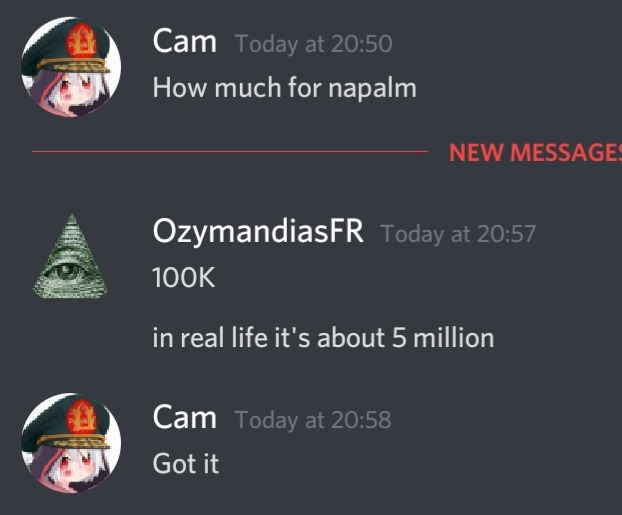 Cam Today at 20:50
How much for napalm
NEW MESSAGES
OzymandiasFR Today at 20:57
100K
in real life it's about 5 million
Cam Today at 20:58
Got it